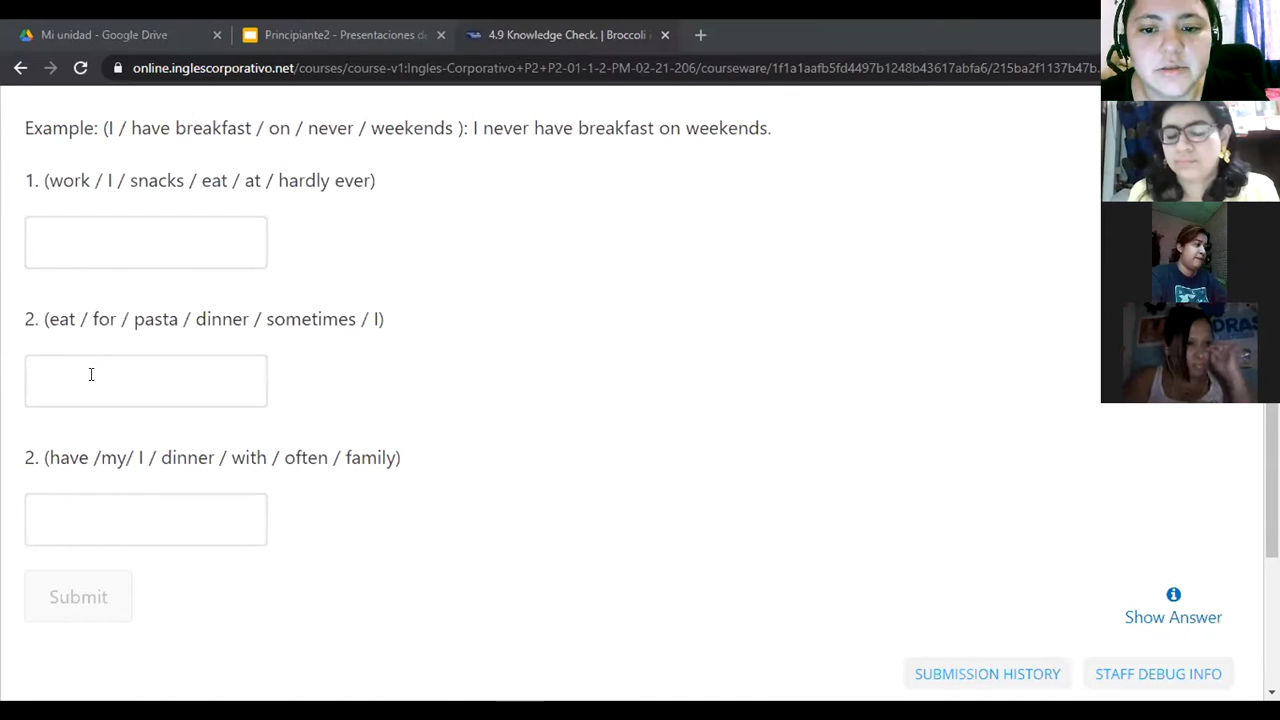 Mi unidad - Google Drive
Principiante2 - Presentaciones de
4.9 Knowledge Check. | Broccoli
online.inglescorporativo.net/courses/course-v1:Ingles-Corporativo+P2+P2-01-1-2-PM-02-21-206/courseware/1f1a1aafb5fd4497b1248b43617abfa6/215ba2f1137b47b
Example: (I / have breakfast / on / never / weekends ): I never have breakfast on weekends.
1. (work / I / snacks / eat / at / hardly ever)
2. (eat / for / pasta / dinner / sometimes / I)
2. (have /my/ I / dinner / with / often / family)
Submit
Show Answer
SUBMISSION HISTORY
STAFF DEBUG INFO